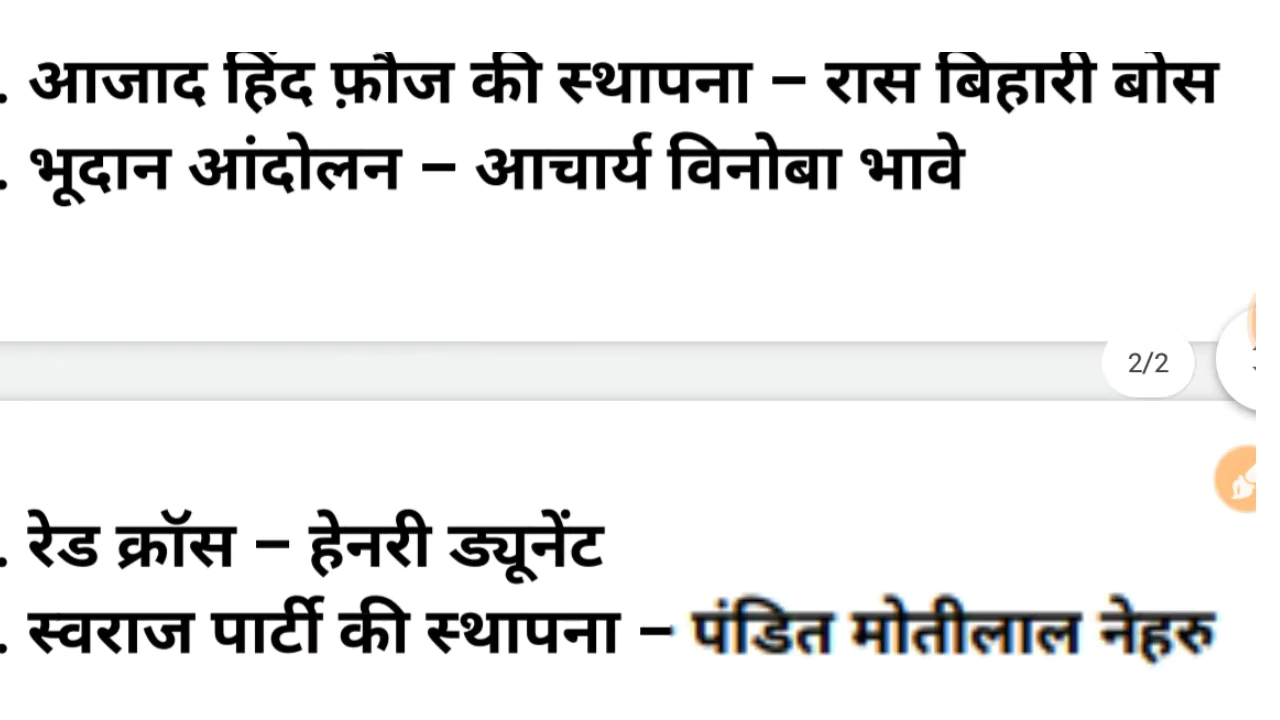 . आजाद हिंद फ़ौज की स्थापना – रास बिहारी बोस
. भूदान आंदोलन – आचार्य विनोबा भावे
2/2
. रेड क्रॉस – हेनरी ड्यूनेंट
. स्वराज पार्टी की स्थापना – पंडित मोतीलाल नेहरु